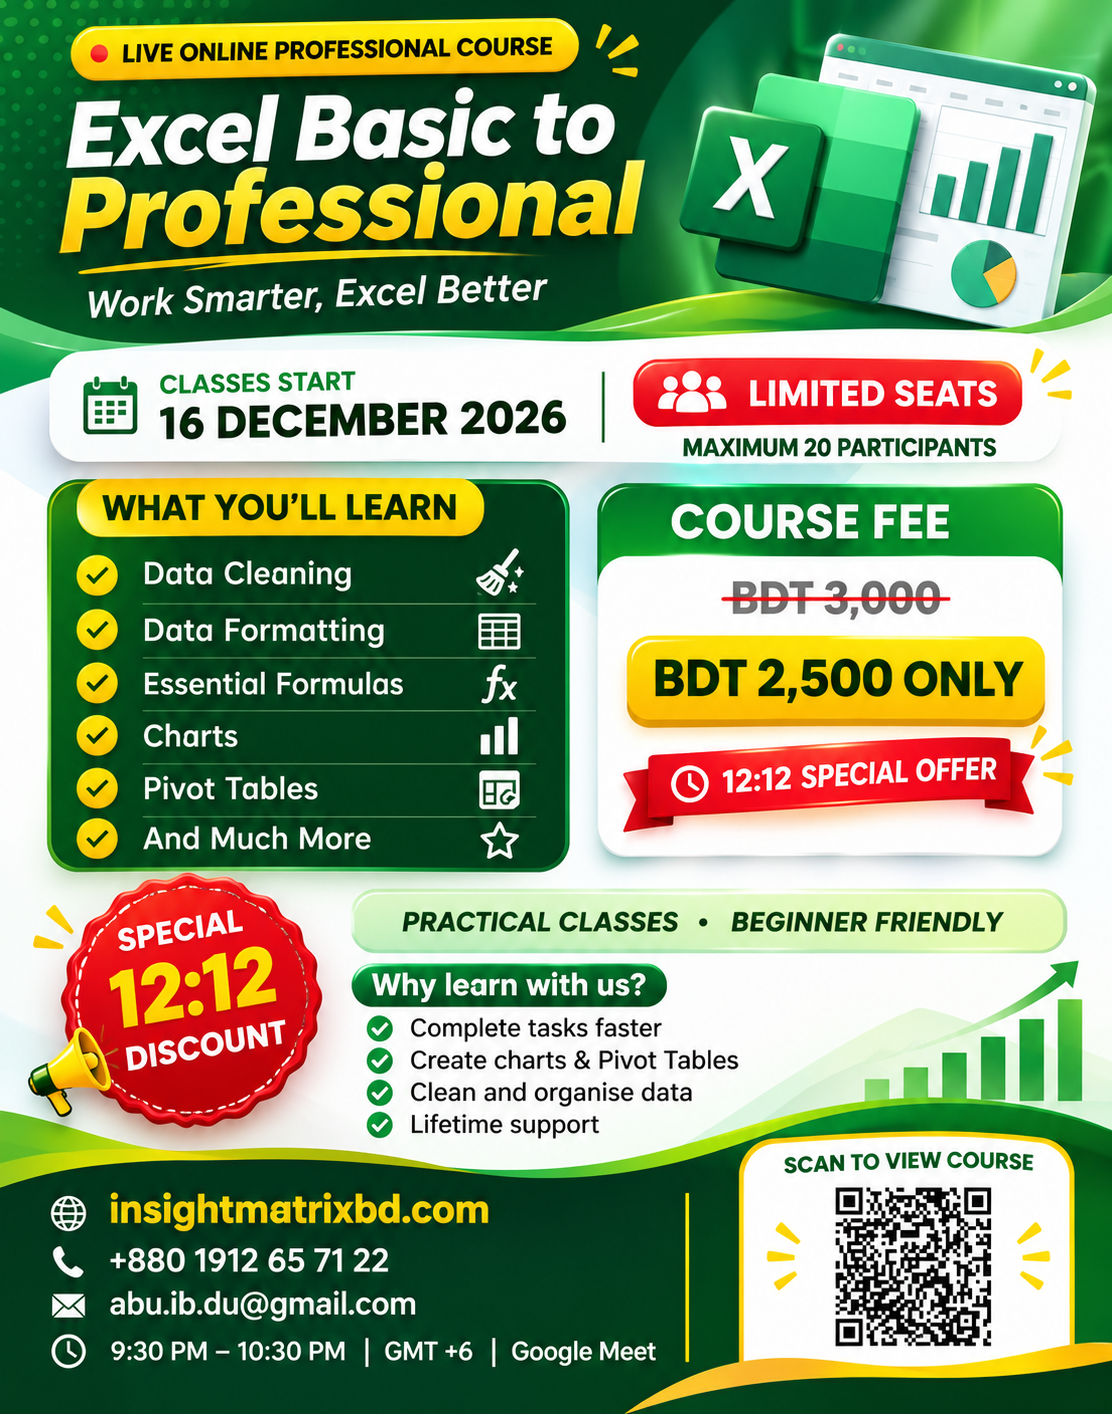 LIVE ONLINE PROFESSIONAL COURSE
Excel Basic to
Professional
Work Smarter, Excel Better
X
CLASSES START
16 DECEMBER 2026
LIMITED SEATS
MAXIMUM 20 PARTICIPANTS
WHAT YOU'LL LEARN
Data Cleaning
Data Formatting
Essential Formulas
fx
Charts
Pivot Tables
And Much More
COURSE FEE
BDT 3,000
BDT 2,500 ONLY
12:12 SPECIAL OFFER
SPECIAL
12:12
DISCOUNT
PRACTICAL CLASSES • BEGINNER FRIENDLY
Why learn with us?
Complete tasks faster
Create charts & Pivot Tables
Clean and organise data
Lifetime support
insightmatrixbd.com
+880 1912 65 71 22
abu.ib.du@gmail.com
9:30 PM – 10:30 PM | GMT +6 | Google Meet
SCAN TO VIEW COURSE